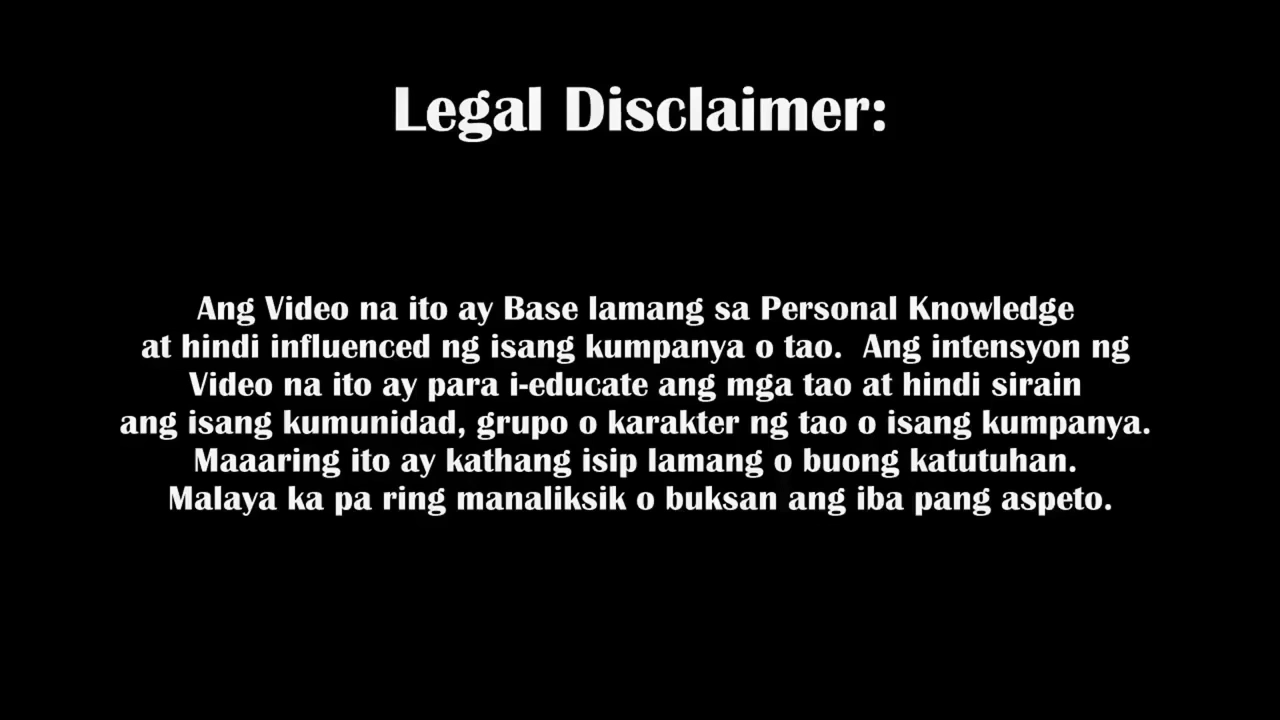 Legal Disclaimer:
Ang Video na ito ay Base lamang sa Personal Knowledge
at hindi influenced ng isang kumpanya o tao.  Ang intensyon ng
Video na ito ay para i-educate ang mga tao at hindi sirain
ang isang kumunidad, grupo o karakter ng tao o isang kumpanya.
Maaaring ito ay kathang isip lamang o buong katutuhan.
Malaya ka pa ring manaliksik o buksan ang iba pang aspeto.